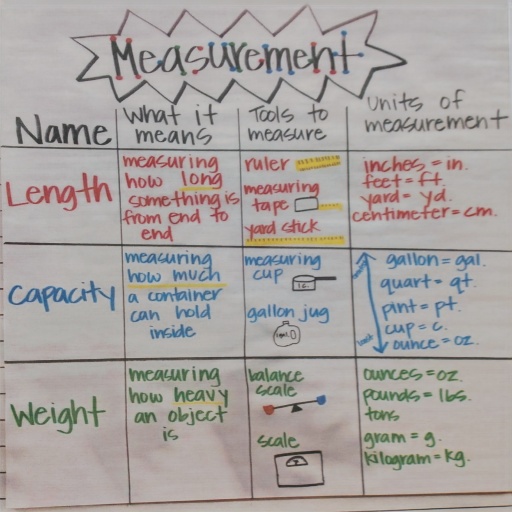 Measurement
Name
What it
means
Tools to
measure
Units of
measurement
Length
measuring
how long
something is
from end to
end
ruler
measuring
tape
yard stick
inches = in.
feet = ft.
yard = yd.
centimeter = cm.
Capacity
measuring
how much
a container
can hold
inside
measuring
cup
1c.
gallon jug
gallon = gal.
quart = qt.
pint = pt.
cup = c.
ounce = oz.
Weight
measuring
how heavy
an object
is
balance
scale
scale
ounces = oz.
pounds = lbs.
tons
gram = g.
kilogram = kg.